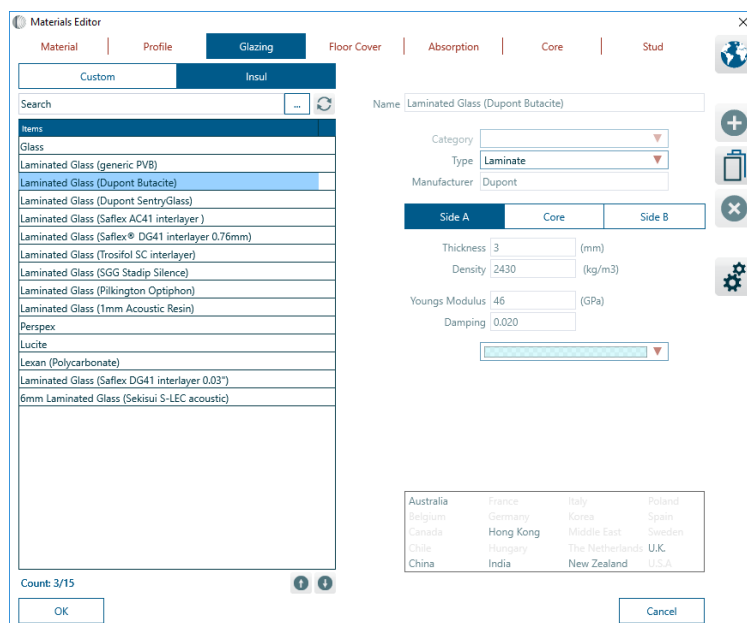 Materials Editor
Material Profile Glazing Floor Cover Absorption Core Stud
Custom Insul
Search ...
Items
Glass
Laminated Glass (generic PVB)
Laminated Glass (Dupont Butacite)
Laminated Glass (Dupont SentryGlass)
Laminated Glass (Saflex AC41 interlayer )
Laminated Glass (Saflex® DG41 interlayer 0.76mm)
Laminated Glass (Trosifol SC interlayer)
Laminated Glass (SGG Stadip Silence)
Laminated Glass (Pilkington Optiphon)
Laminated Glass (1mm Acoustic Resin)
Perspex
Lucite
Lexan (Polycarbonate)
Laminated Glass (Saflex DG41 interlayer 0.03")
6mm Laminated Glass (Sekisui S-LEC acoustic)
Count: 3/15
OK
Name Laminated Glass (Dupont Butacite)
Category
Type Laminate
Manufacturer Dupont
Side A Core Side B
Thickness 3 (mm)
Density 2430 (kg/m3)
Youngs Modulus 46 (GPa)
Damping 0.020
Australia France Italy Poland
Belgium Germany Korea Spain
Canada Hong Kong Middle East Sweden
Chile Hungary The Netherlands U.K.
China India New Zealand U.S.A
Cancel